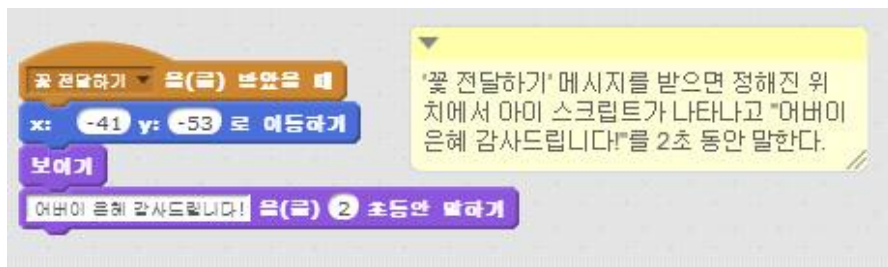 꽃 전달하기 을(를) 받았을 때
x: -41 y: -53 로 이동하기
보이기
어버이 은혜 감사드립니다! 을(를) 2 초동안 말하기
'꽃 전달하기' 메시지를 받으면 정해진 위
치에서 아이 스크립트가 나타나고 "어버이
은혜 감사드립니다!"를 2초 동안 말한다.